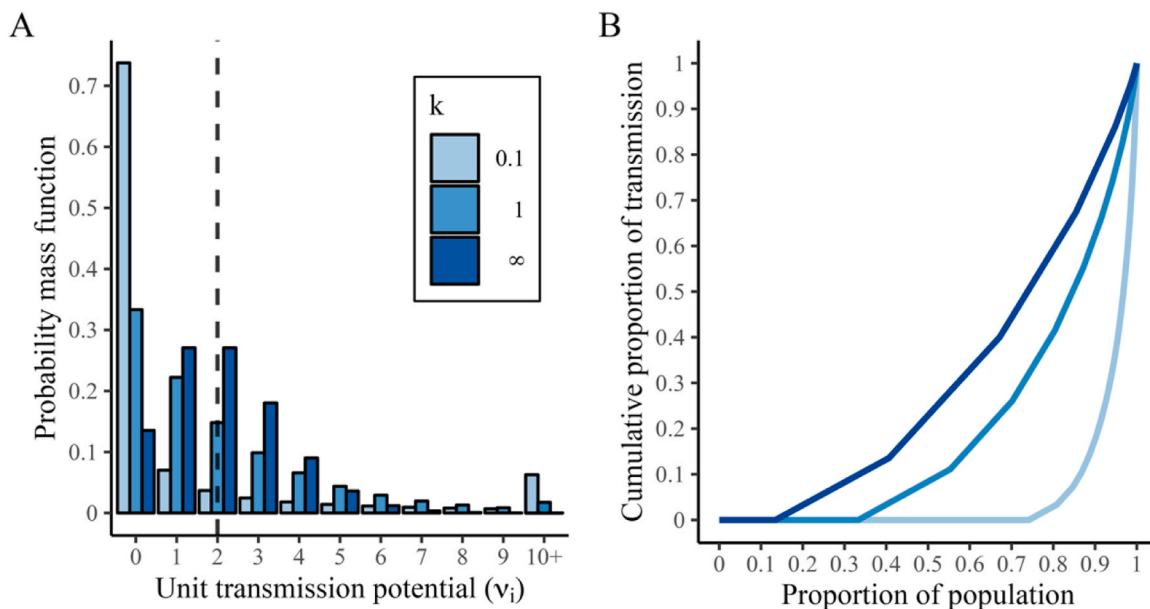 A
Probability mass function
0.7
0.6
0.5
0.4
0.3
0.2
0.1
0
0 1 2 3 4 5 6 7 8 9 10+
Unit transmission potential (νi)
k
0.1
1
∞
B
Cumulative proportion of transmission
1
0.9
0.8
0.7
0.6
0.5
0.4
0.3
0.2
0.1
0
0 0.1 0.2 0.3 0.4 0.5 0.6 0.7 0.8 0.9 1
Proportion of population